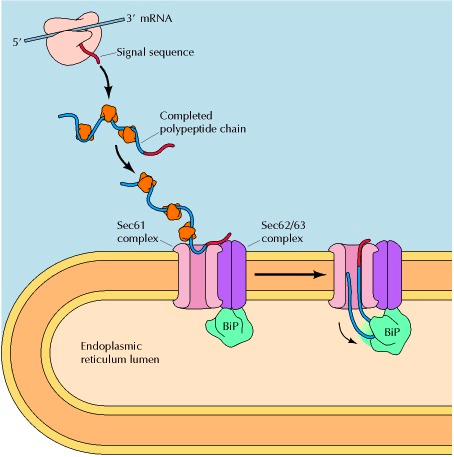 3' mRNA
5'
Signal sequence
Completed
polypeptide chain
Sec61
complex
Sec62/63
complex
BiP
BiP
Endoplasmic
reticulum lumen